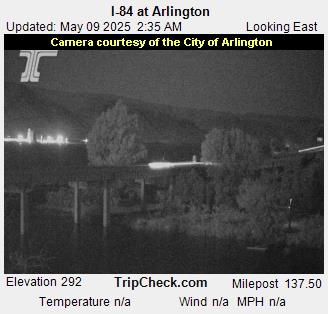 I-84 at Arlington
Updated: May 09 2025 2:35 AM Looking East
Camera courtesy of the City of Arlington
Elevation 292 TripCheck.com Milepost 137.50
Temperature n/a Wind n/a MPH n/a